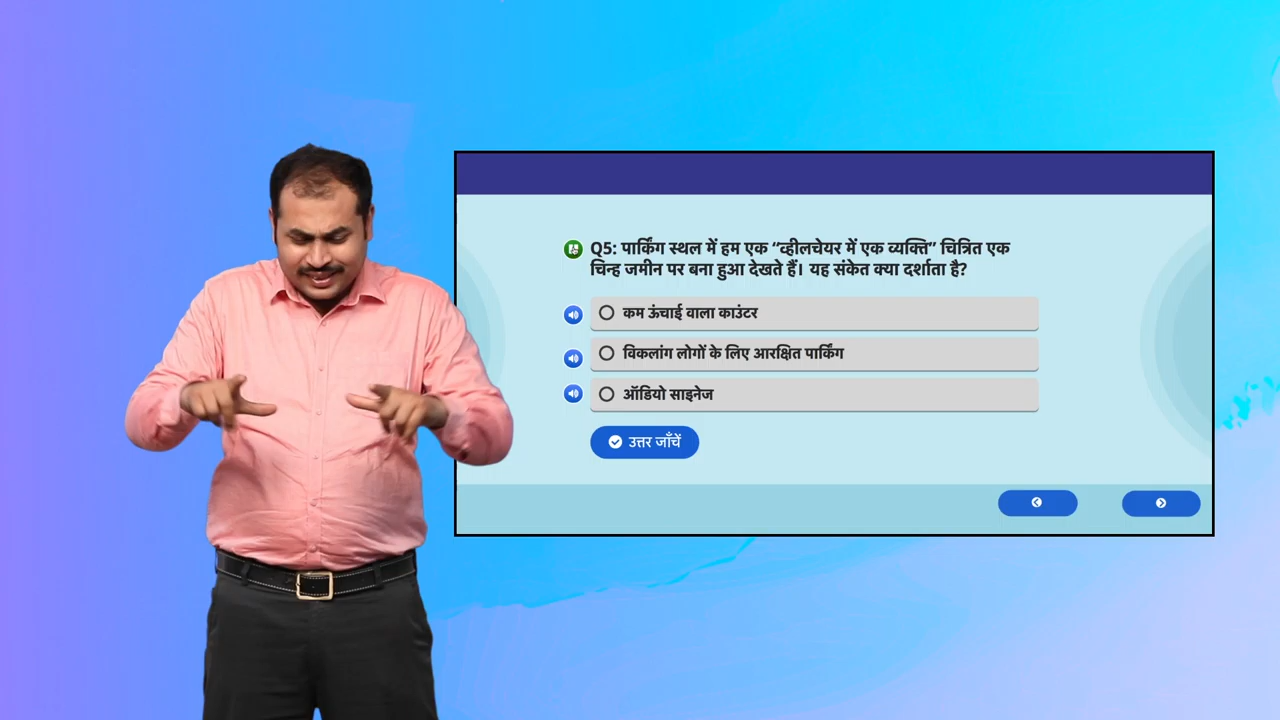 Q5: पार्किंग स्थल में हम एक “व्हीलचेयर में एक व्यक्ति” चित्रित एक
चिन्ह जमीन पर बना हुआ देखते हैं। यह संकेत क्या दर्शाता है?
कम ऊंचाई वाला काउंटर
विकलांग लोगों के लिए आरक्षित पार्किंग
ऑडियो साइनेज
उत्तर जाँचें